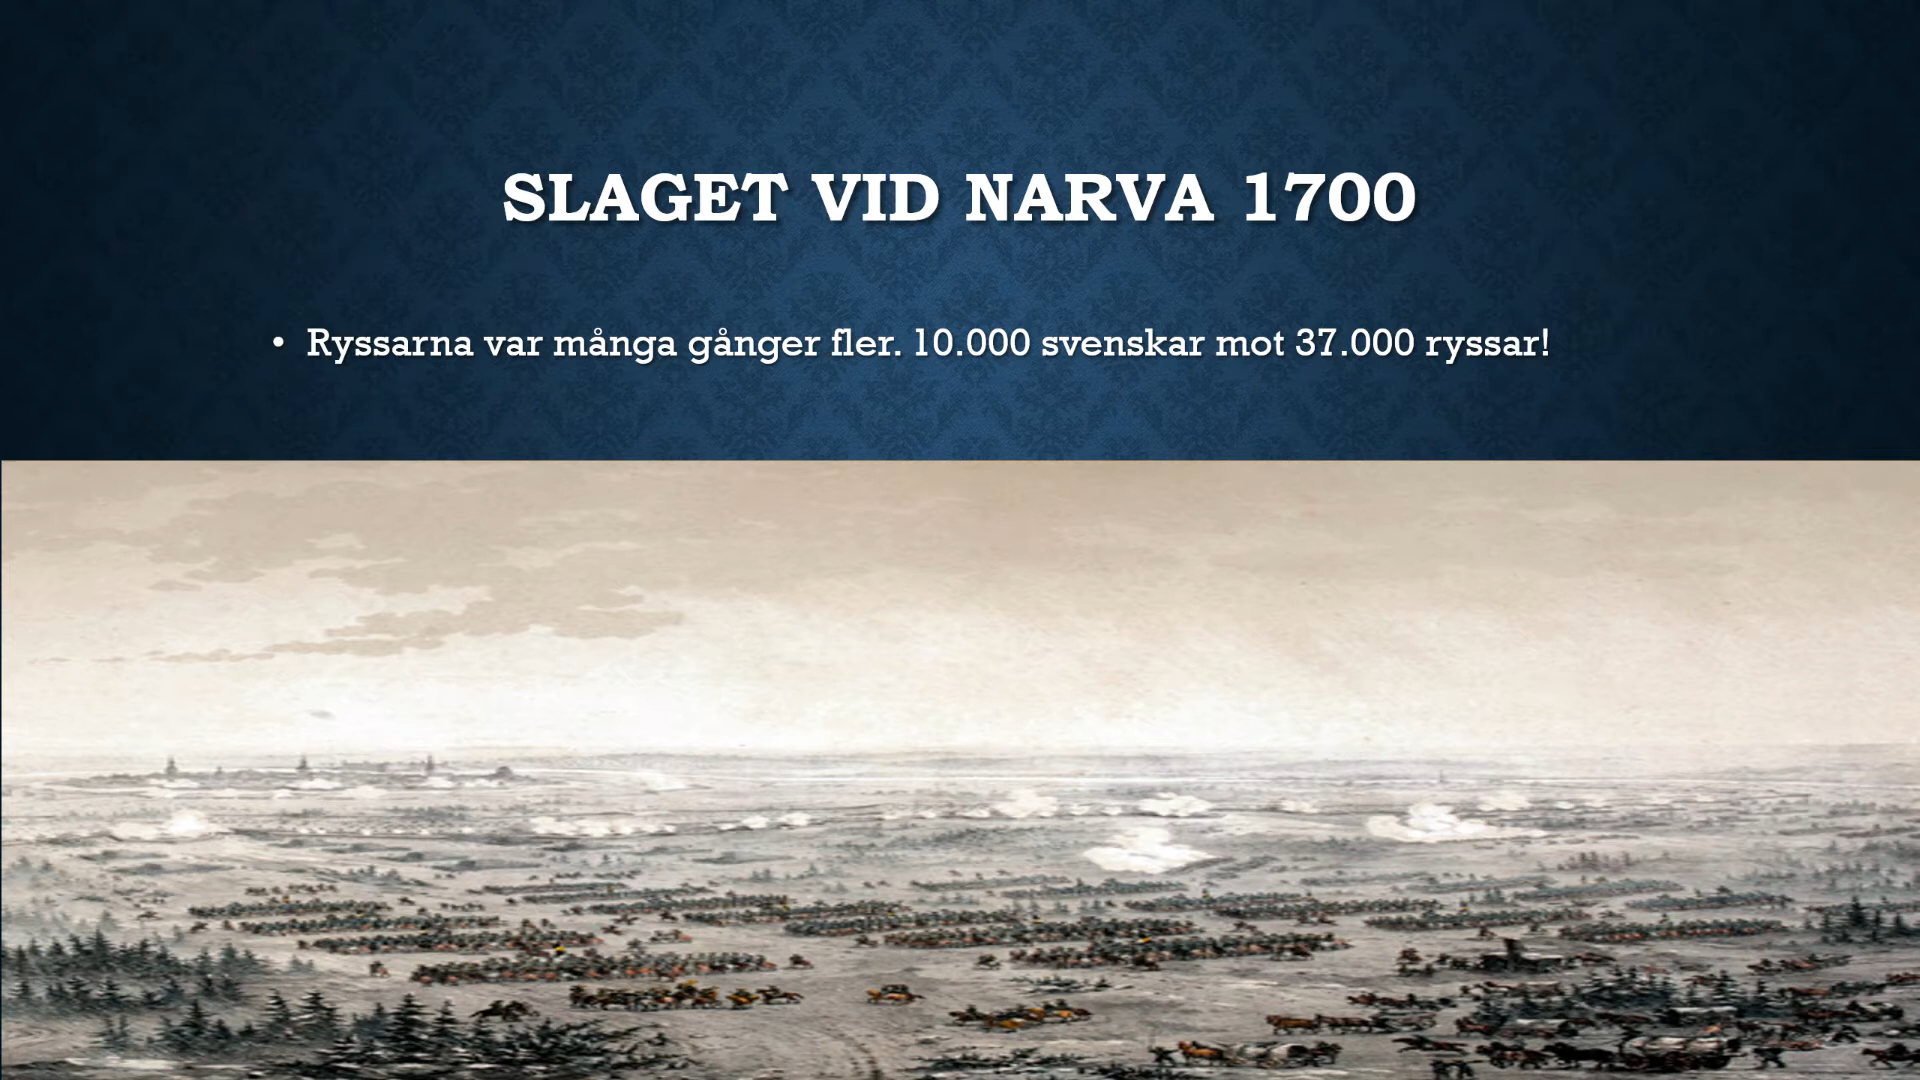 SLAGET VID NARVA 1700
• Ryssarna var många gånger fler. 10.000 svenskar mot 37.000 ryssar!